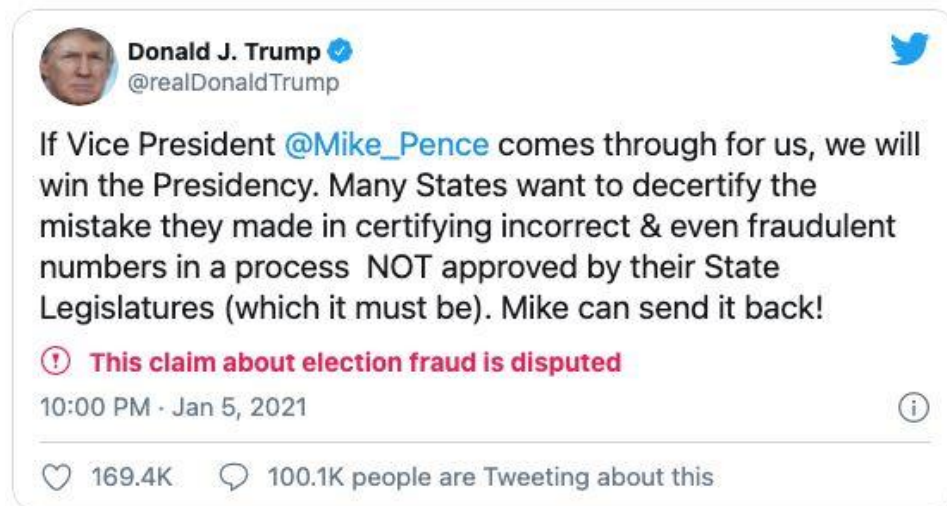 Donald J. Trump
@realDonaldTrump
If Vice President @Mike_Pence comes through for us, we will
win the Presidency. Many States want to decertify the
mistake they made in certifying incorrect & even fraudulent
numbers in a process  NOT approved by their State
Legislatures (which it must be). Mike can send it back!
This claim about election fraud is disputed
10:00 PM · Jan 5, 2021
169.4K 100.1K people are Tweeting about this